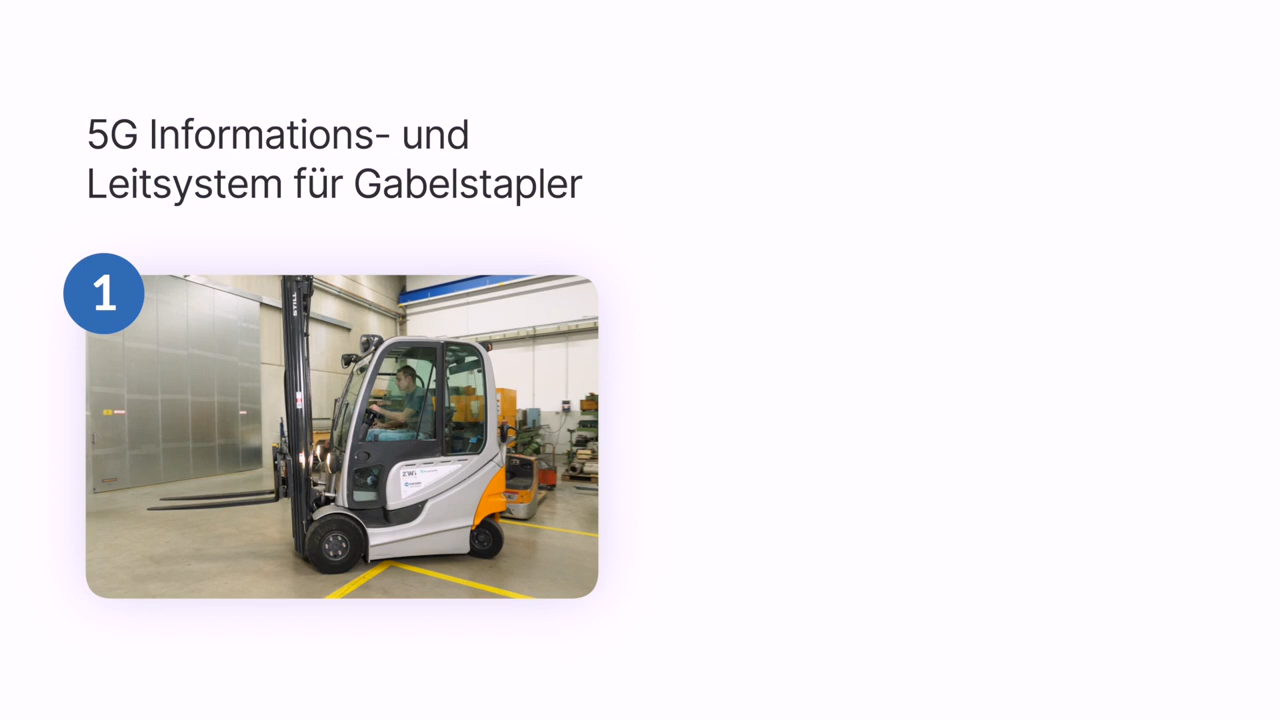 5G Informations- und
Leitsystem für Gabelstapler
1
STILL